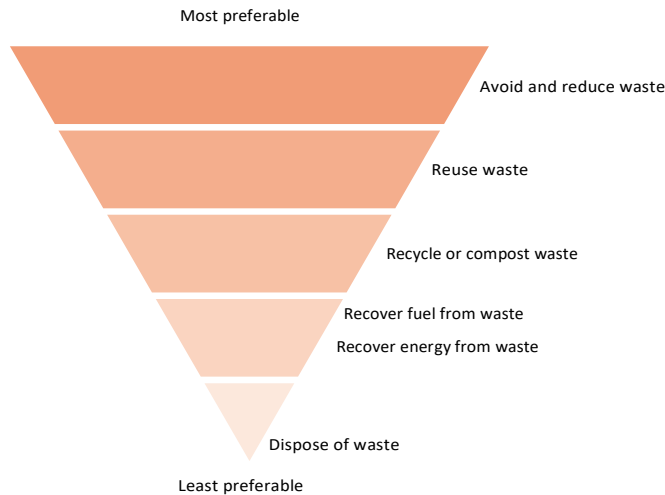 Most preferable
Avoid and reduce waste
Reuse waste
Recycle or compost waste
Recover fuel from waste
Recover energy from waste
Dispose of waste
Least preferable